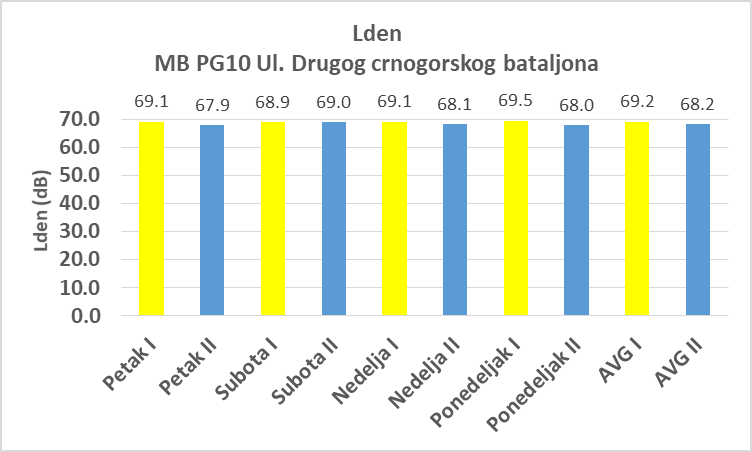 Lden
MB PG10 Ul. Drugog crnogorskog bataljona
69.1 67.9 68.9 69.0 69.1 68.1 69.5 68.0 69.2 68.2
70.0
60.0
50.0
40.0
30.0
20.0
10.0
0.0
Lden (dB)
Petak I
Petak II
Subota I
Subota II
Nedelja I
Nedelja II
Ponedeljak I
Ponedeljak II
AVG I
AVG II